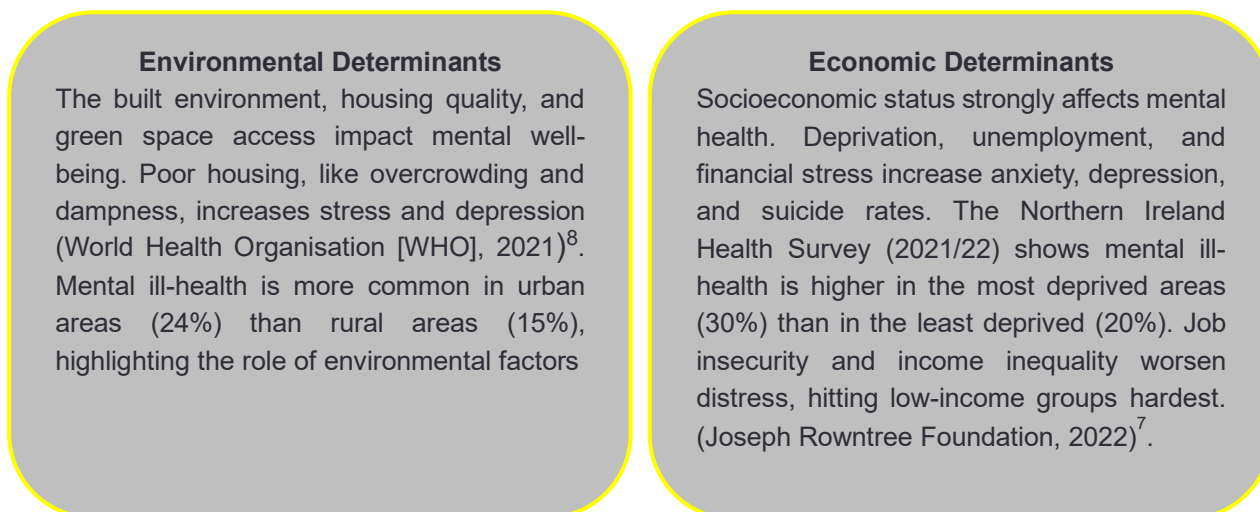 Environmental Determinants
The built environment, housing quality, and
green space access impact mental well-
being. Poor housing, like overcrowding and
dampness, increases stress and depression
(World Health Organisation [WHO], 2021)⁸.
Mental ill-health is more common in urban
areas (24%) than rural areas (15%),
highlighting the role of environmental factors
Economic Determinants
Socioeconomic status strongly affects mental
health. Deprivation, unemployment, and
financial stress increase anxiety, depression,
and suicide rates. The Northern Ireland
Health Survey (2021/22) shows mental ill-
health is higher in the most deprived areas
(30%) than in the least deprived (20%). Job
insecurity and income inequality worsen
distress, hitting low-income groups hardest.
(Joseph Rowntree Foundation, 2022)⁷.